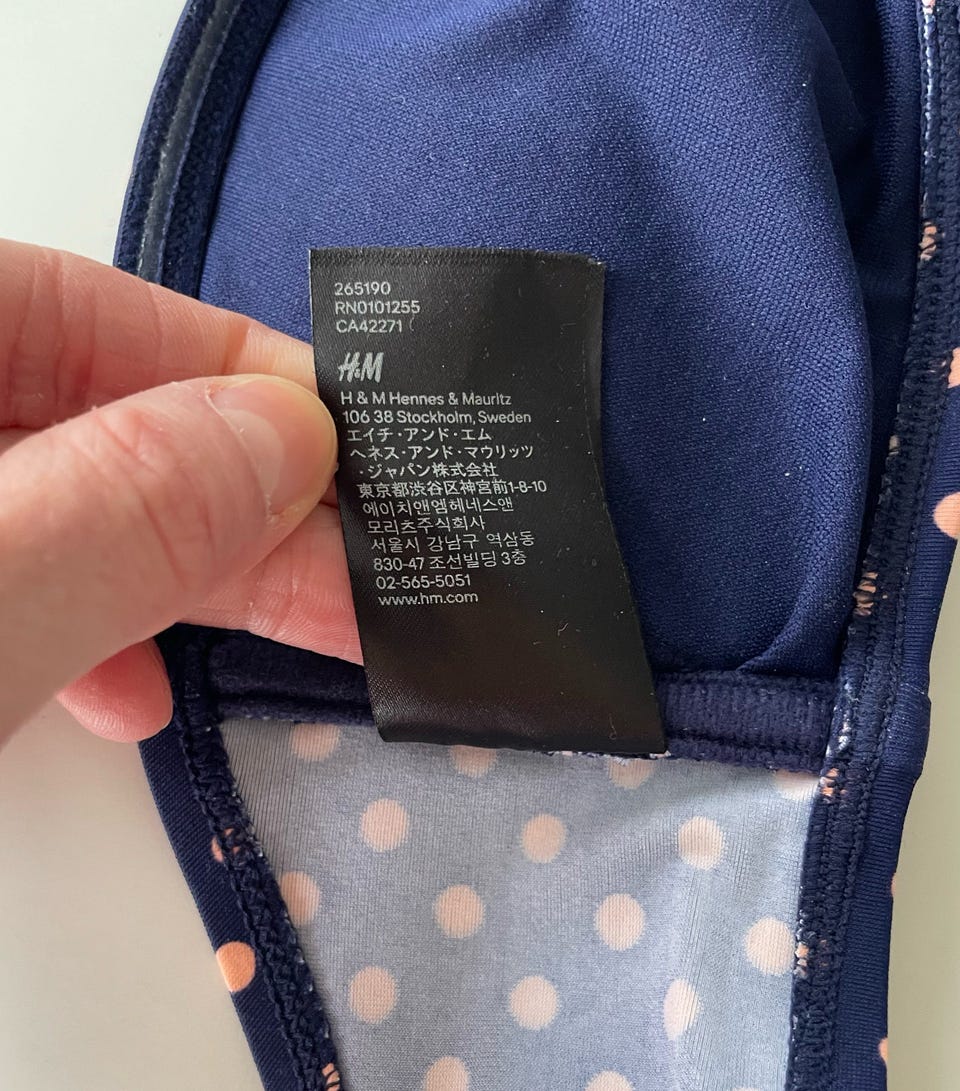 265190
RN0101255
CA42271
H&M
H & M Hennes & Mauritz
106 38 Stockholm, Sweden
エイチ・アンド・エム
ヘネス・アンド・マウリッツ
・ジャパン株式会社
東京都渋谷区神宮前1-8-10
에이치앤엠헤네스앤
모리츠주식회사
서울시 강남구 역삼동
830-47 조선빌딩 3층
02-565-5051
www.hm.com